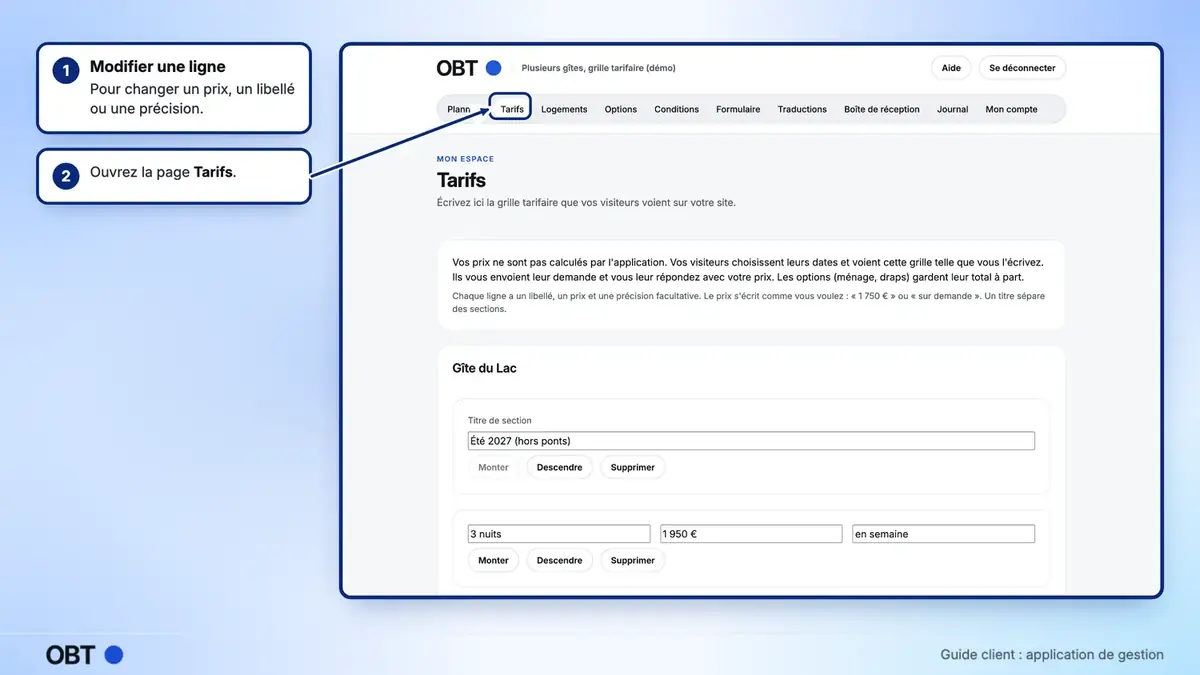 1
Modifier une ligne
Pour changer un prix, un libellé
ou une précision.
2
Ouvrez la page Tarifs.
OBT
Plusieurs gîtes, grille tarifaire (démo)
Aide
Se déconnecter
Plann
Tarifs
Logements
Options
Conditions
Formulaire
Traductions
Boîte de réception
Journal
Mon compte
MON ESPACE
Tarifs
Écrivez ici la grille tarifaire que vos visiteurs voient sur votre site.
Vos prix ne sont pas calculés par l'application. Vos visiteurs choisissent leurs dates et voient cette grille telle que vous l'écrivez.
Ils vous envoient leur demande et vous leur répondez avec votre prix. Les options (ménage, draps) gardent leur total à part.
Chaque ligne a un libellé, un prix et une précision facultative. Le prix s'écrit comme vous voulez : « 1 750 € » ou « sur demande ». Un titre sépare
des sections.
Gîte du Lac
Titre de section
Été 2027 (hors ponts)
Monter
Descendre
Supprimer
3 nuits
1 950 €
en semaine
Monter
Descendre
Supprimer
OBT
Guide client : application de gestion